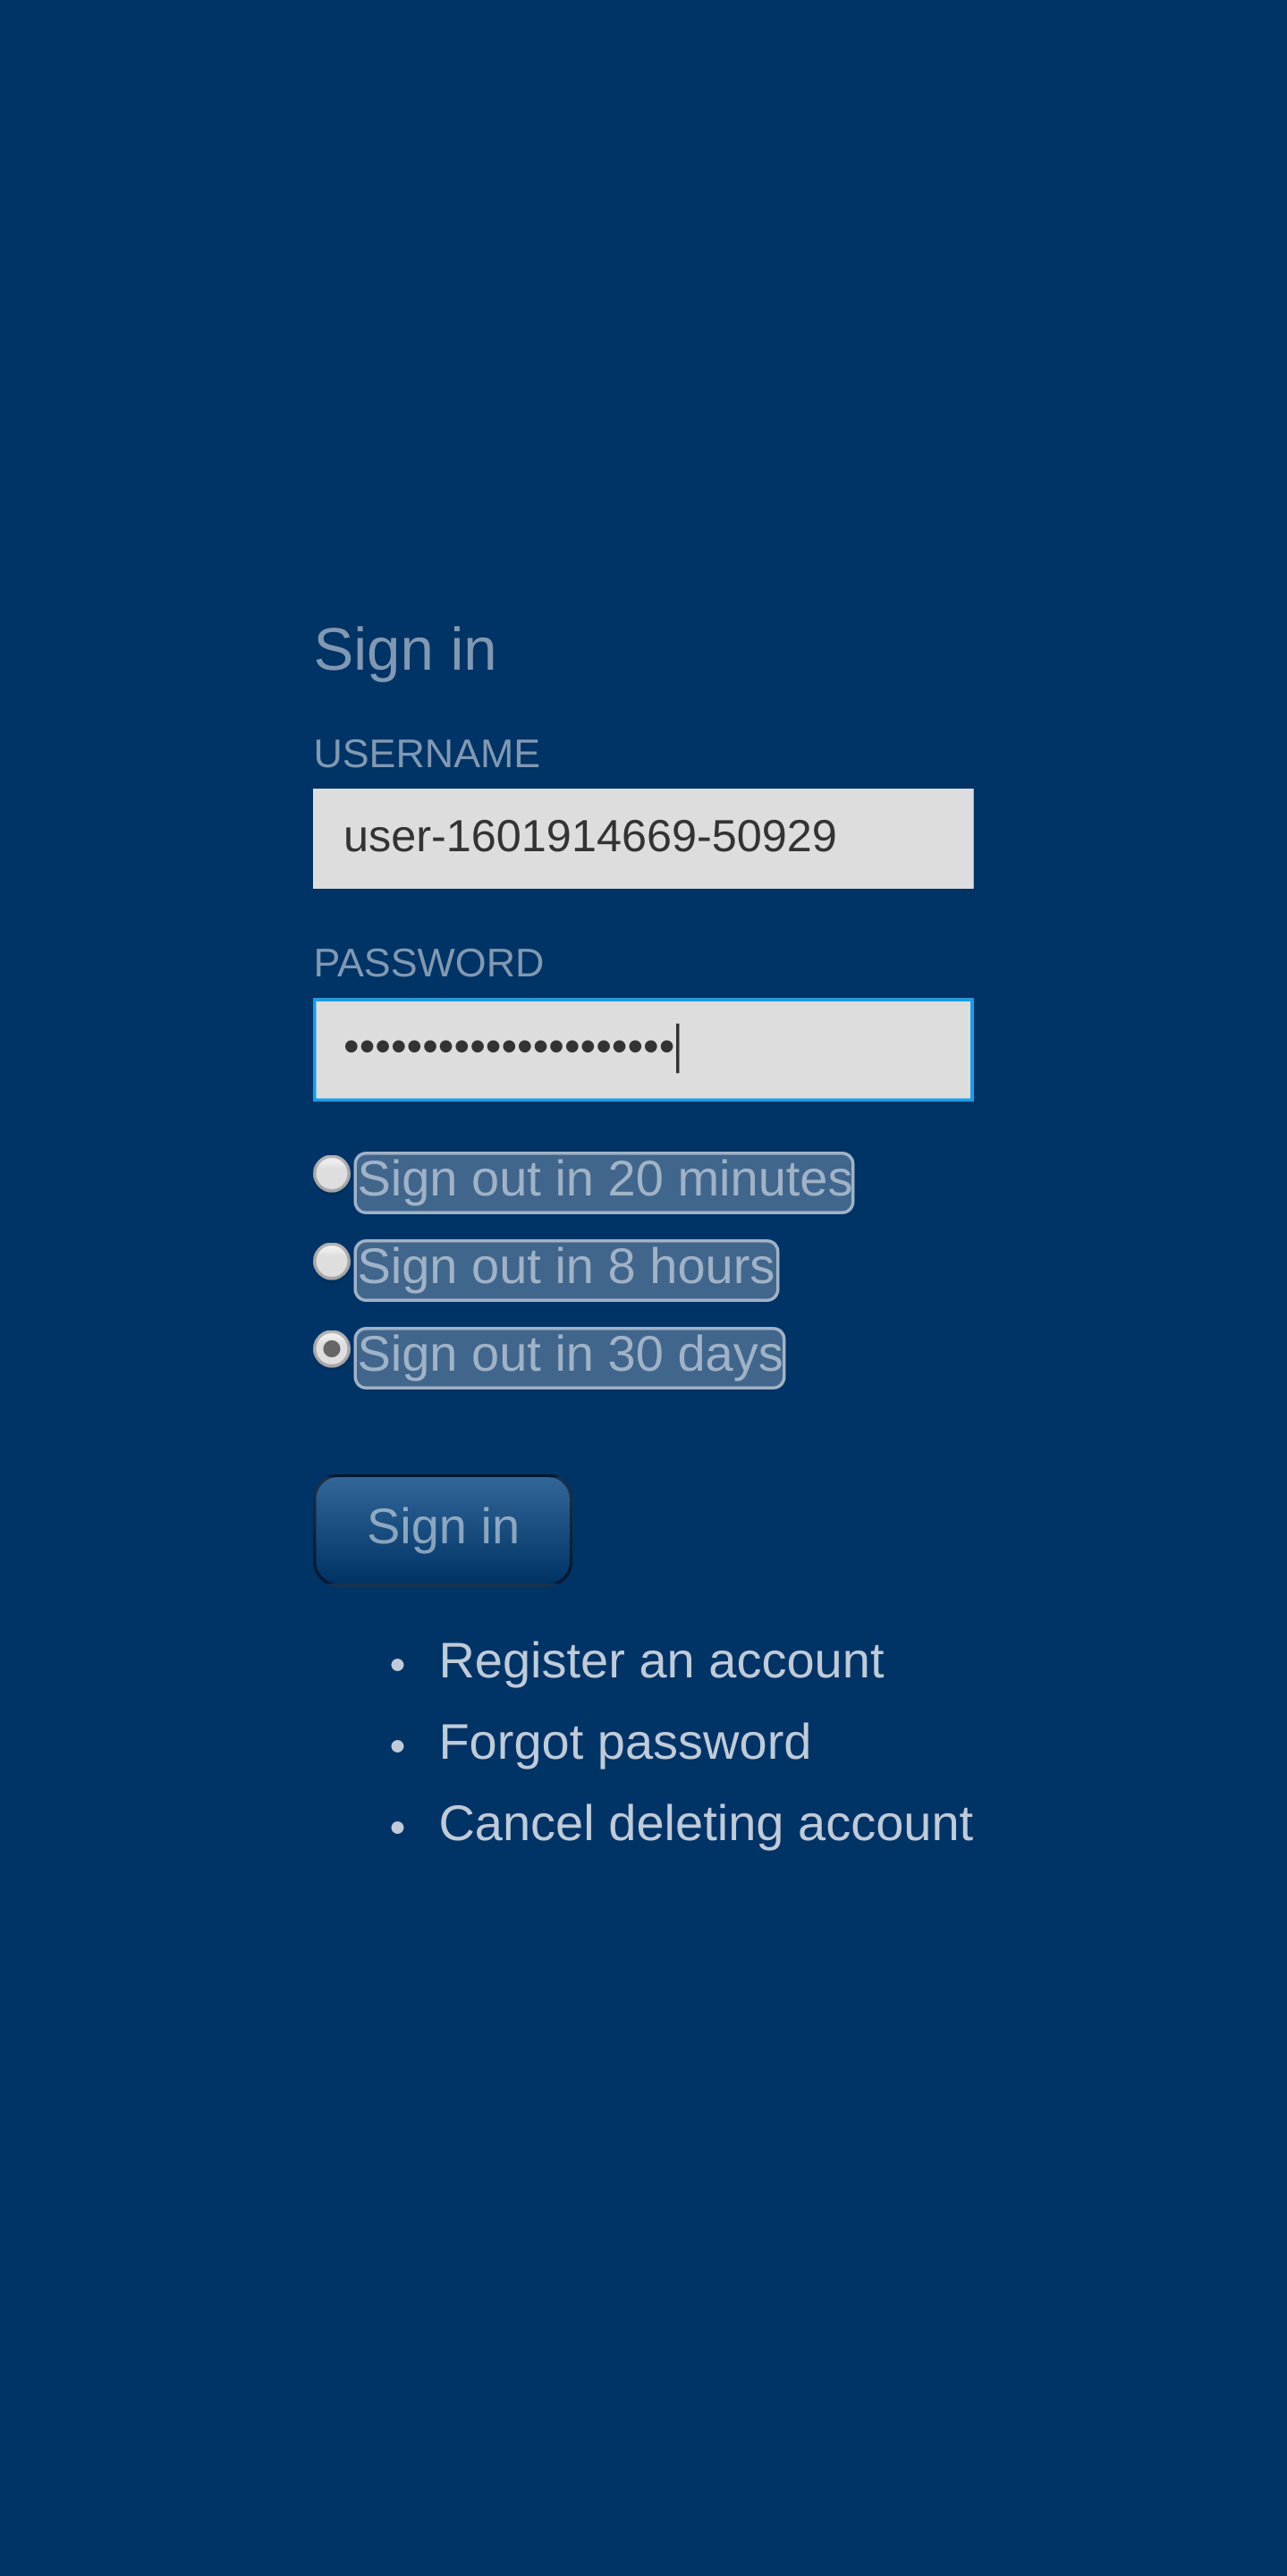 Sign in
USERNAME
user-1601914669-50929
PASSWORD
•••••••••••••••••••••
Sign out in 20 minutes
Sign out in 8 hours
Sign out in 30 days
Sign in
• Register an account
• Forgot password
• Cancel deleting account